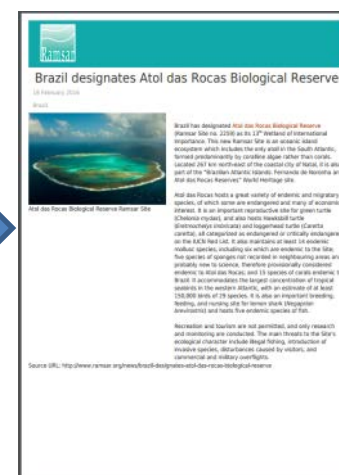 Ramsar
Brazil designates Atol das Rocas Biological Reserve
18 February 2016
Brazil
Brazil has designated Atol das Rocas Biological Reserve
(Ramsar Site no. 2259) as its 13th Wetland of International
Importance. This new Ramsar Site is an oceanic island
ecosystem which includes the only atoll in the South Atlantic,
formed predominantly by coralline algae rather than corals.
Located 267 km north-east of the coastal city of Natal, it is also
part of the "Brazilian Atlantic Islands: Fernando de Noronha and
Atol das Rocas Reserves" World Heritage site.
Atol das Rocas Biological Reserve Ramsar Site
Atol das Rocas hosts a great variety of endemic and migratory
species, of which some are endangered and many of economic
interest. It is an important reproductive site for green turtle
(Chelonia mydas), and also hosts Hawksbill turtle
(Eretmochelys imbricata) and loggerhead turtle (Caretta
caretta), all categorized as endangered or critically endangered
on the IUCN Red List. It also maintains at least 14 endemic
mollusc species, including six which are endemic to the Site;
five species of sponges not recorded in neighbouring areas and
probably new to science, therefore provisionally considered
endemic to Atol das Rocas; and 15 species of corals endemic to
Brazil. It accommodates the largest concentration of tropical
seabirds in the western Atlantic, with an estimate of at least
150,000 birds of 29 species. It is also an important breeding,
feeding, and nursing site for lemon shark (Negaprion
brevirostris) and hosts five endemic species of fish.
Recreation and tourism are not permitted, and only research
and monitoring are conducted. The main threats to the Site's
ecological character include illegal fishing, introduction of
invasive species, disturbances caused by visitors, and
commercial and military overflights.
Source URL: http://www.ramsar.org/news/brazil-designates-atol-das-rocas-biological-reserve